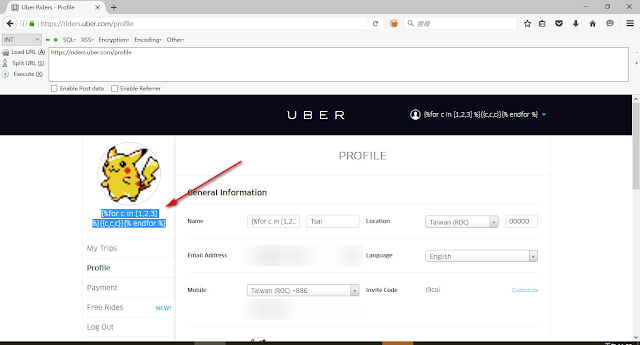 Uber Riders - Profile
https://riders.uber.com/profile
搜尋
INT
SQL▾ XSS▾ Encryption▾ Encoding▾ Other▾
Load URL (A)
https://riders.uber.com/profile
Split URL (S)
Execute (X)
Enable Post data Enable Referrer
UBER
{%for c in [1,2,3] %}{{c,c,c}}{% endfor %}
{%for c in [1,2,3]
%}{{c,c,c}}{% endfor %}
My Trips
Profile
Payment
Free Rides NEW!
Log Out
PROFILE
General Information
Name {%for c in [1,2,3 Tsai Location Taiwan (ROC) 00000
Email Address Language English
Mobile Taiwan (ROC) +886 Invite Code Customize